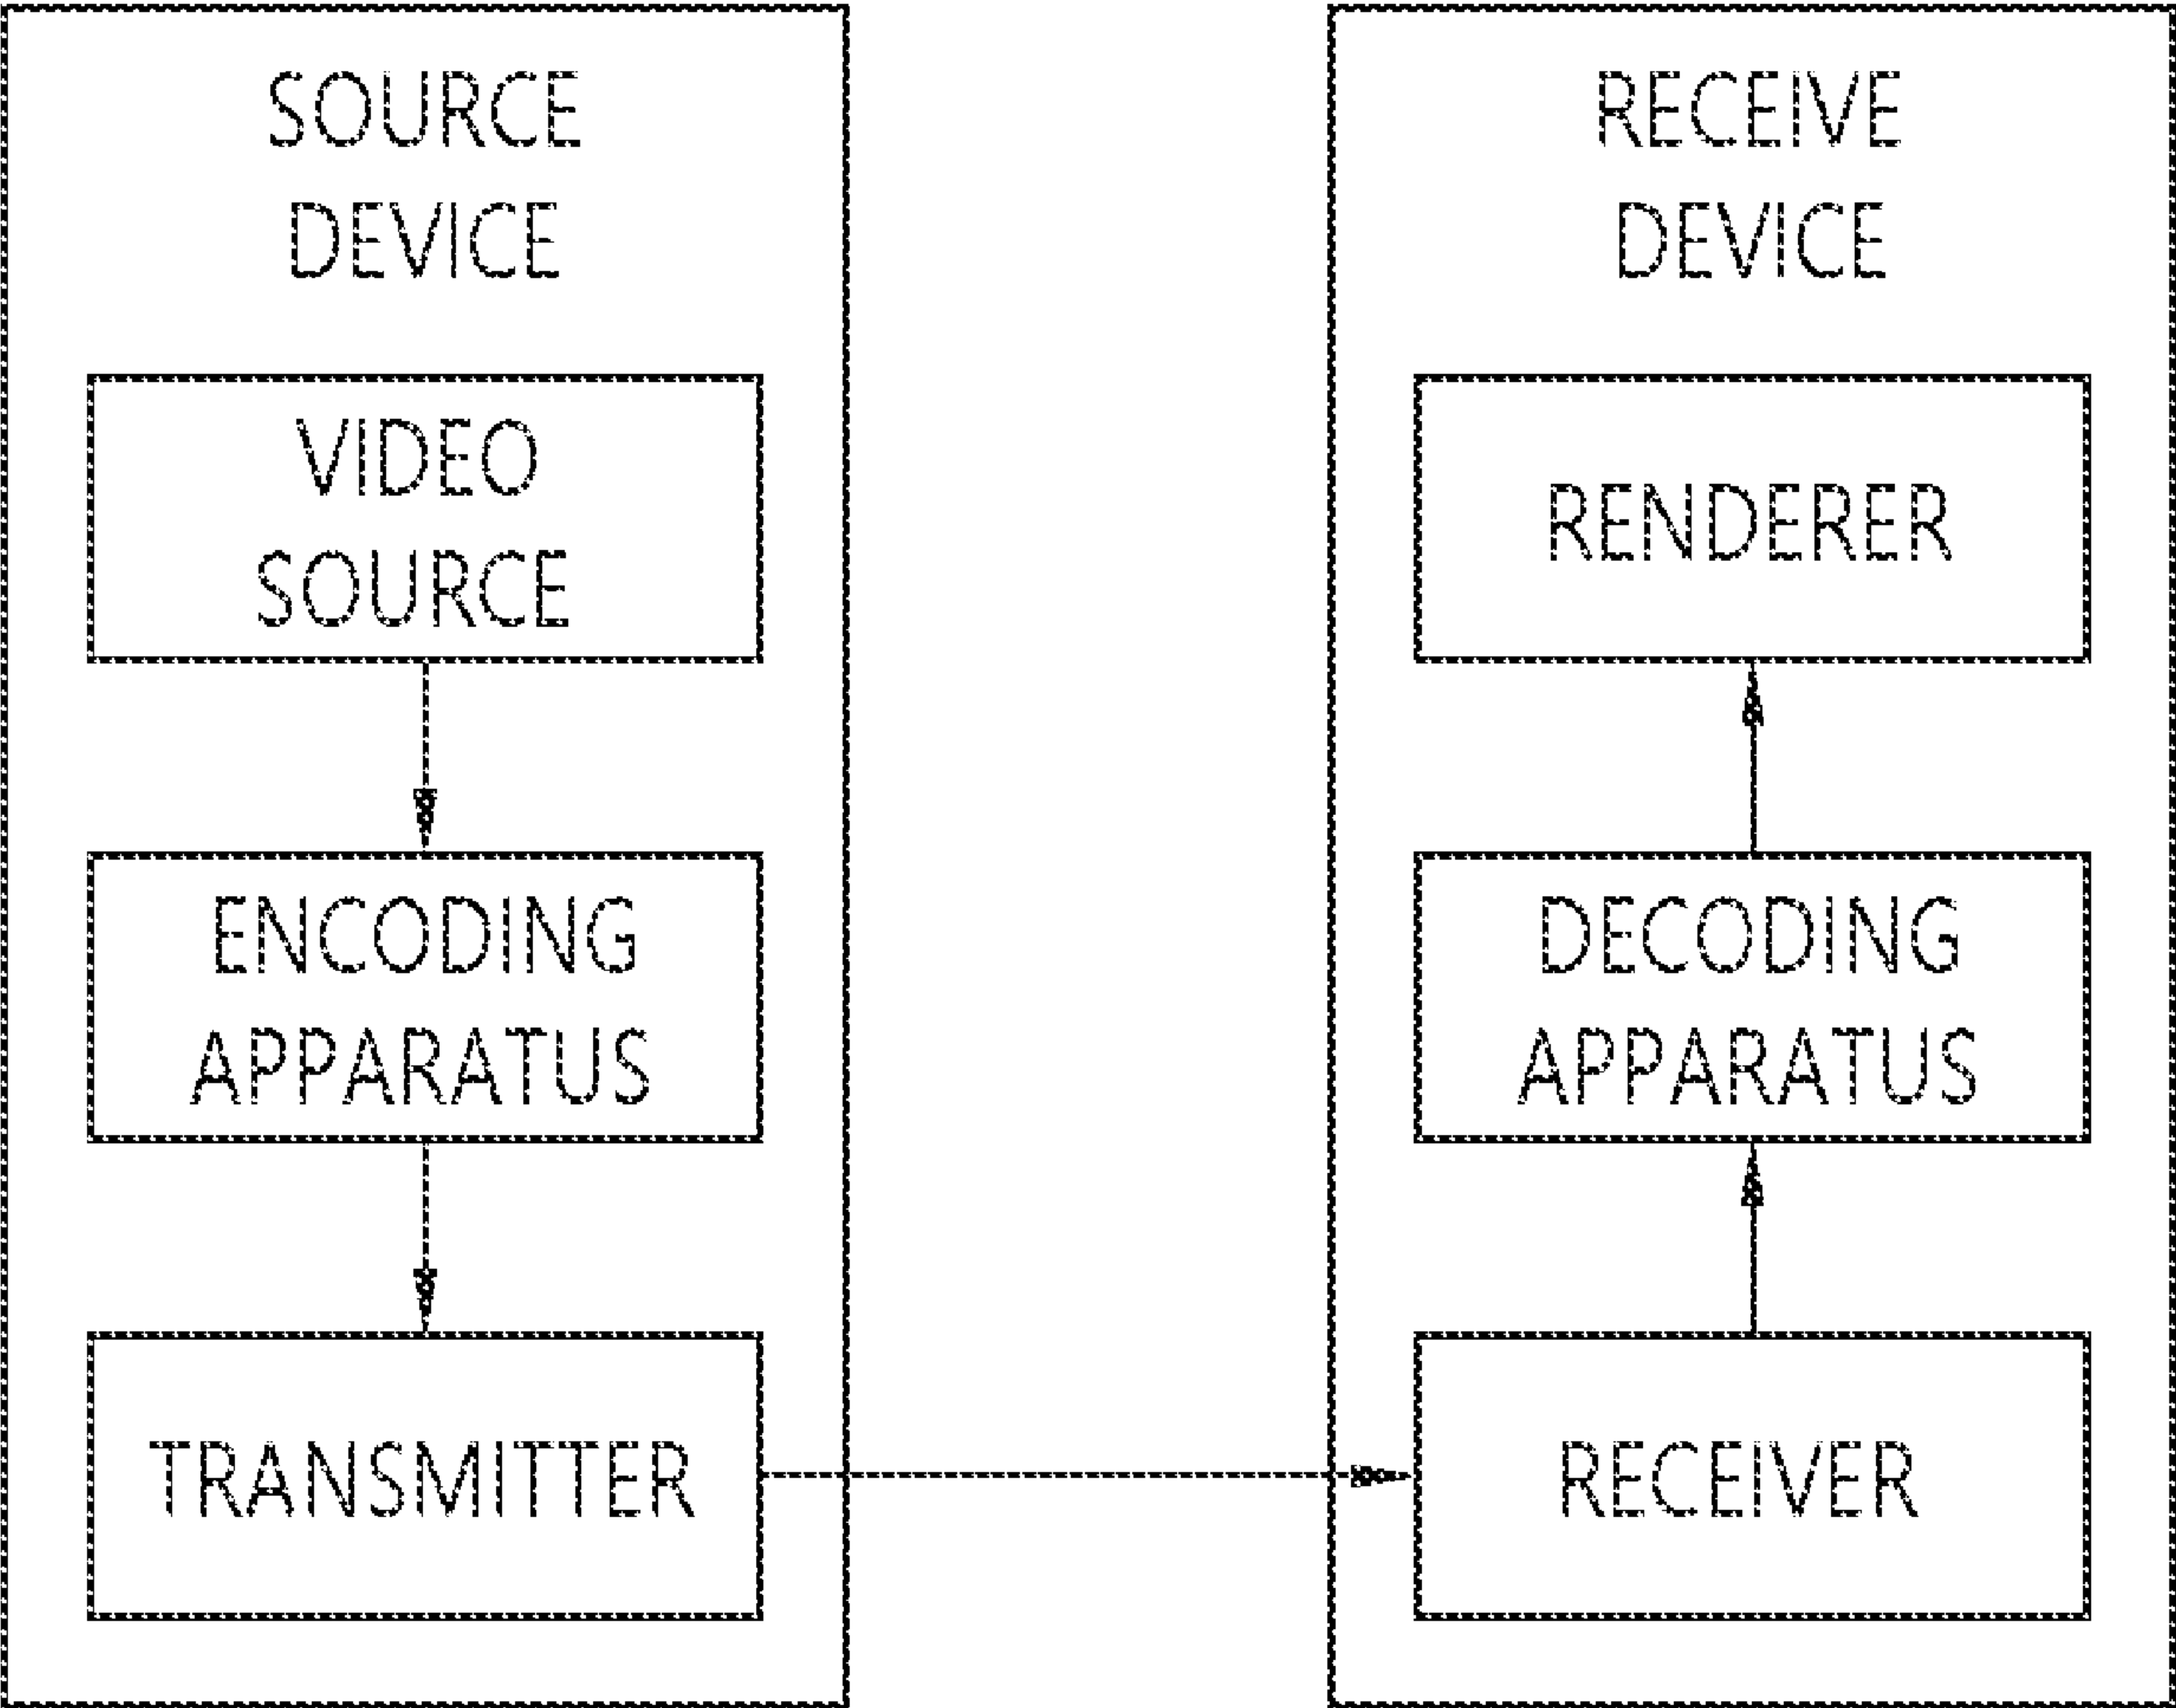 SOURCE
DEVICE
VIDEO
SOURCE
ENCODING
APPARATUS
TRANSMITTER
RECEIVE
DEVICE
RENDERER
DECODING
APPARATUS
RECEIVER